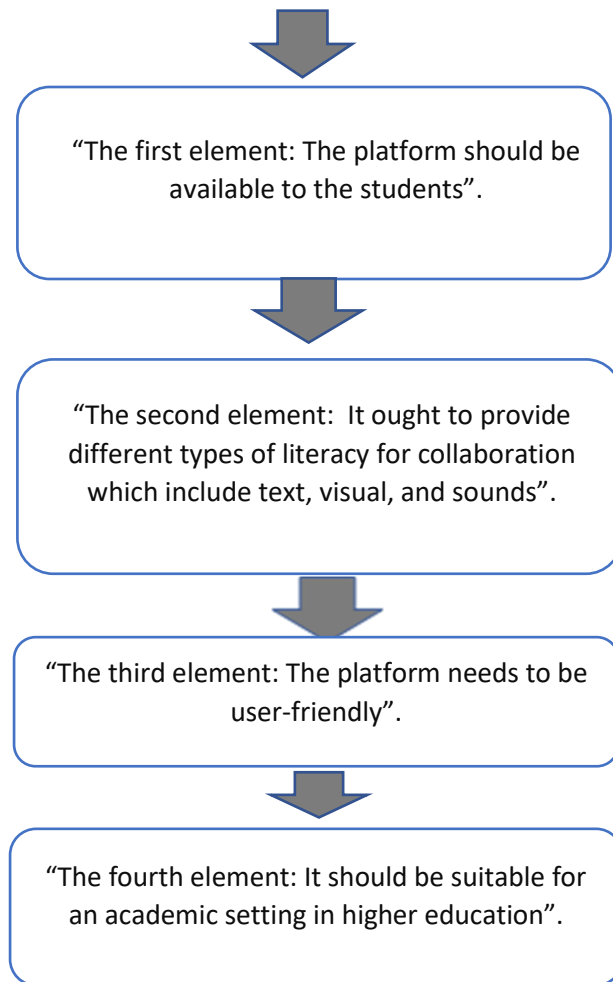 “The first element: The platform should be
available to the students”.
“The second element:  It ought to provide
different types of literacy for collaboration
which include text, visual, and sounds”.
“The third element: The platform needs to be
user-friendly”.
“The fourth element: It should be suitable for
an academic setting in higher education”.